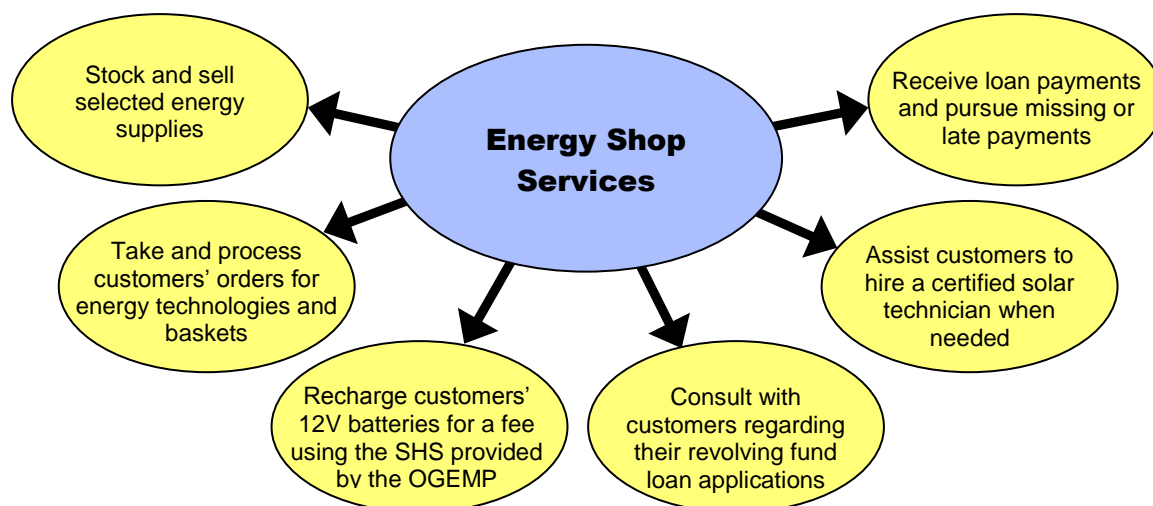 Energy Shop
Services
Stock and sell
selected energy
supplies
Take and process
customers’ orders for
energy technologies and
baskets
Recharge customers’
12V batteries for a fee
using the SHS provided
by the OGEMP
Consult with
customers regarding
their revolving fund
loan applications
Assist customers to
hire a certified solar
technician when
needed
Receive loan payments
and pursue missing or
late payments